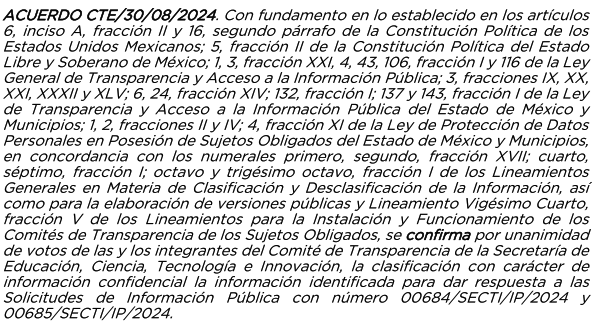 ACUERDO CTE/30/08/2024. Con fundamento en lo establecido en los artículos
6, inciso A, fracción II y 16, segundo párrafo de la Constitución Política de los
Estados Unidos Mexicanos; 5, fracción II de la Constitución Política del Estado
Libre y Soberano de México; 1, 3, fracción XXI, 4, 43, 106, fracción I y 116 de la Ley
General de Transparencia y Acceso a la Información Pública; 3, fracciones IX, XX,
XXI, XXXII y XLV; 6, 24, fracción XIV; 132, fracción I; 137 y 143, fracción I de la Ley
de Transparencia y Acceso a la Información Pública del Estado de México y
Municipios; 1, 2, fracciones II y IV; 4, fracción XI de la Ley de Protección de Datos
Personales en Posesión de Sujetos Obligados del Estado de México y Municipios,
en concordancia con los numerales primero, segundo, fracción XVII; cuarto,
séptimo, fracción I; octavo y trigésimo octavo, fracción I de los Lineamientos
Generales en Materia de Clasificación y Desclasificación de la Información, así
como para la elaboración de versiones públicas y Lineamiento Vigésimo Cuarto,
fracción V de los Lineamientos para la Instalación y Funcionamiento de los
Comités de Transparencia de los Sujetos Obligados, se confirma por unanimidad
de votos de las y los integrantes del Comité de Transparencia de la Secretaría de
Educación, Ciencia, Tecnología e Innovación, la clasificación con carácter de
información confidencial la información identificada para dar respuesta a las
Solicitudes de Información Pública con número 00684/SECTI/IP/2024 y
00685/SECTI/IP/2024.